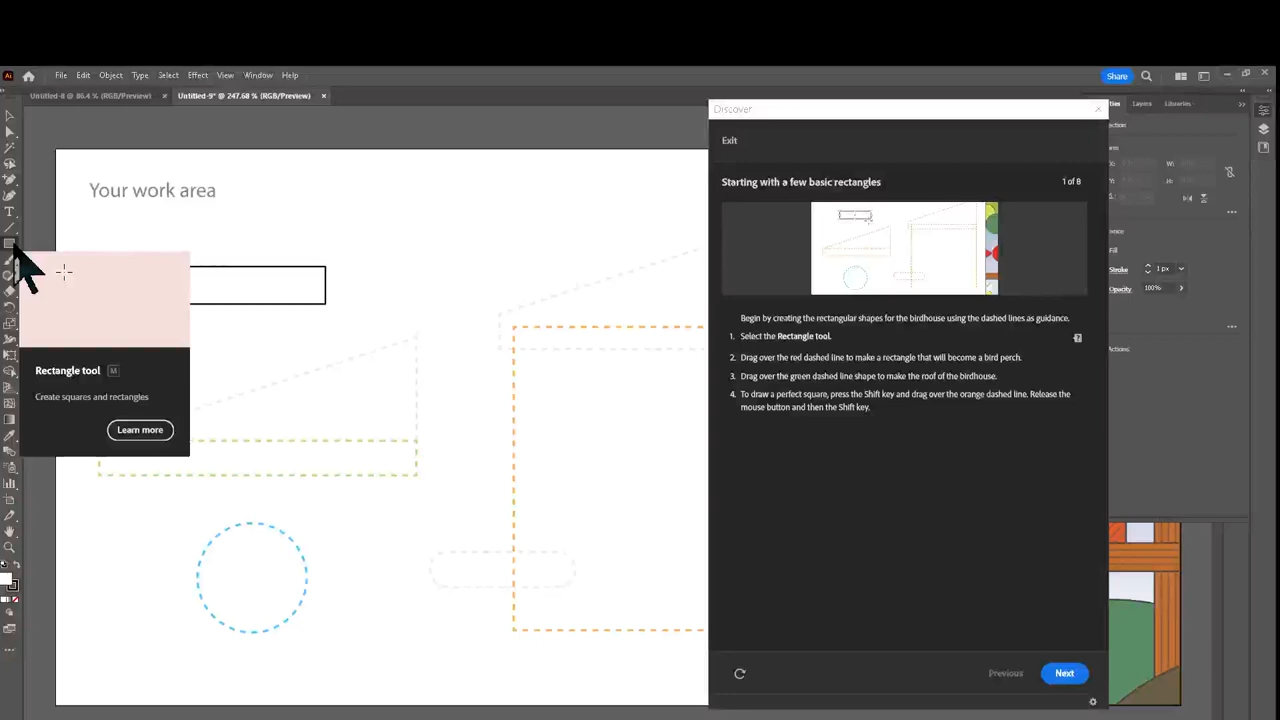 Ai File Edit Object Type Select Effect View Window Help Share
Untitled-8 @ 86.4 % (RGB/Preview) × Untitled-9* @ 247.68 % (RGB/Preview) ×
Discover ×
ties Layers Libraries
Exit
Your work area
Starting with a few basic rectangles 1 of 8
Begin by creating the rectangular shapes for the birdhouse using the dashed lines as guidance.
1. Select the Rectangle tool.
2. Drag over the red dashed line to make a rectangle that will become a bird perch.
3. Drag over the green dashed line shape to make the roof of the birdhouse.
4. To draw a perfect square, press the Shift key and drag over the orange dashed line. Release the
mouse button and then the Shift key.
Previous Next
Rectangle tool M
Create squares and rectangles
Learn more
W:
H:
Fill
Stroke 1 px
Opacity 100%
Actions: